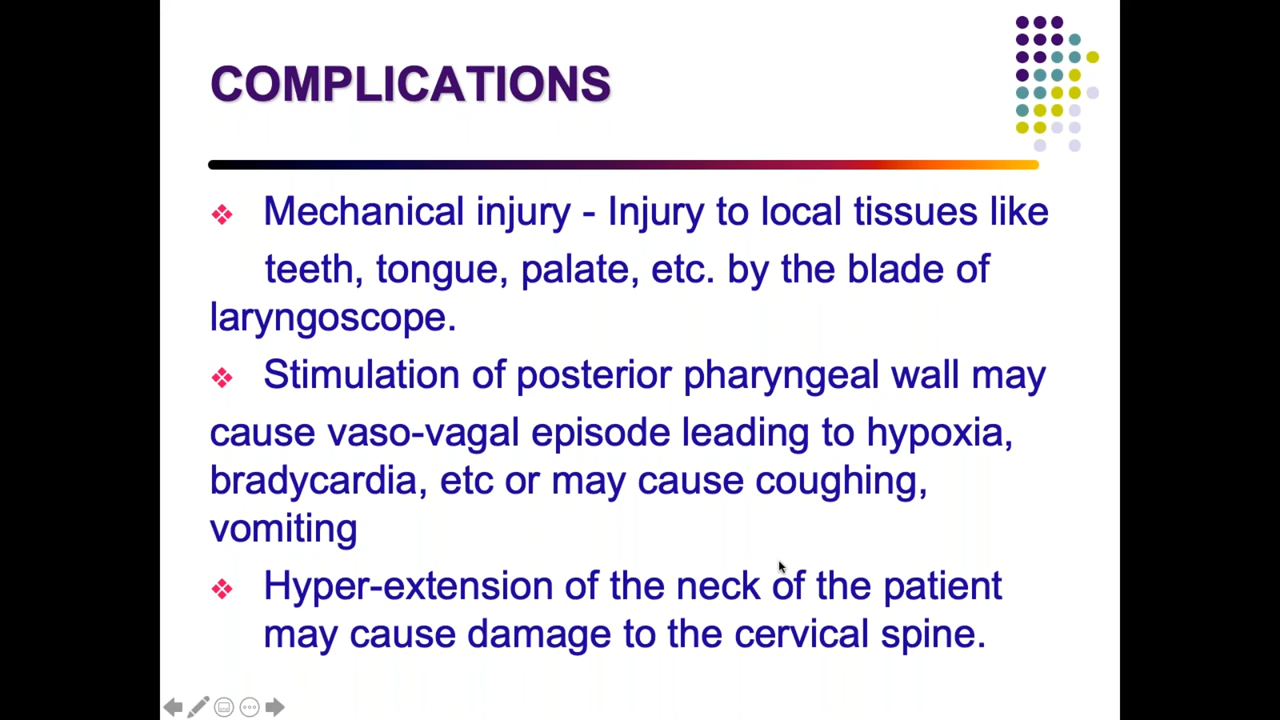 COMPLICATIONS
❖ Mechanical injury - Injury to local tissues like
teeth, tongue, palate, etc. by the blade of
laryngoscope.
❖ Stimulation of posterior pharyngeal wall may
cause vaso-vagal episode leading to hypoxia,
bradycardia, etc or may cause coughing,
vomiting
❖ Hyper-extension of the neck of the patient
may cause damage to the cervical spine.